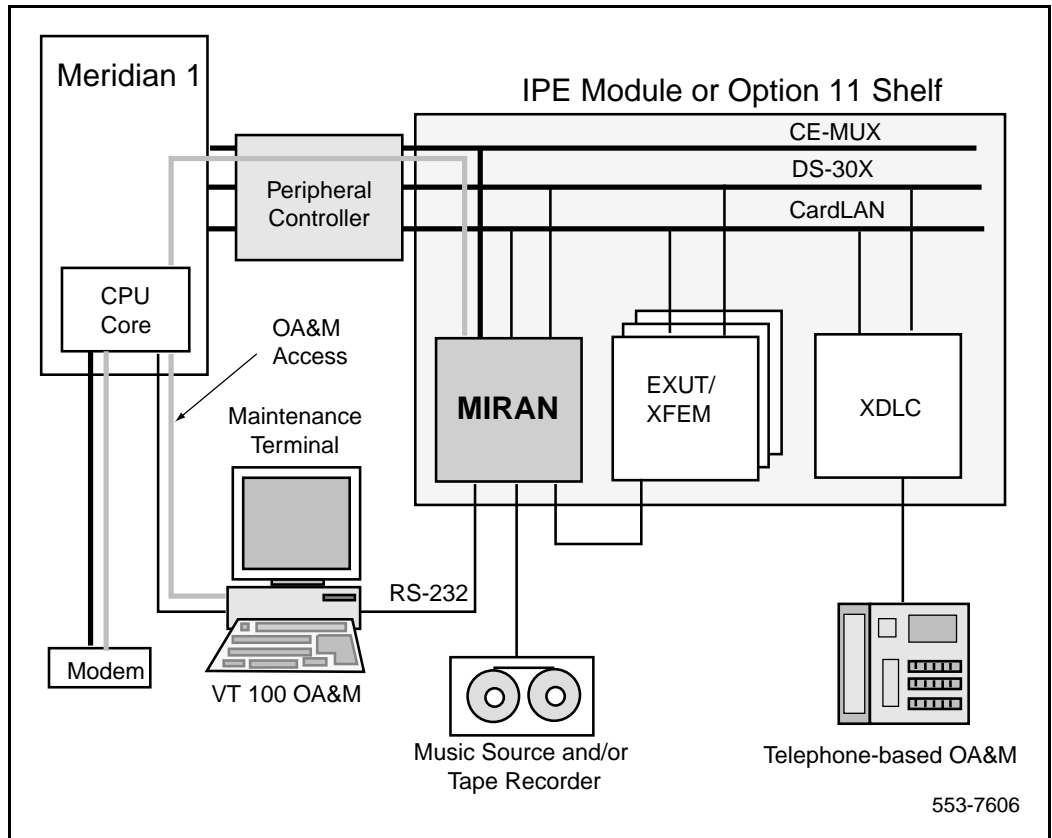 Meridian 1
IPE Module or Option 11 Shelf
CE-MUX
DS-30X
CardLAN
Peripheral
Controller
CPU
Core
OA&M
Access
MIRAN
EXUT/
XFEM
XDLC
Maintenance
Terminal
RS-232
Modem
VT 100 OA&M
Music Source and/or
Tape Recorder
Telephone-based OA&M
553-7606